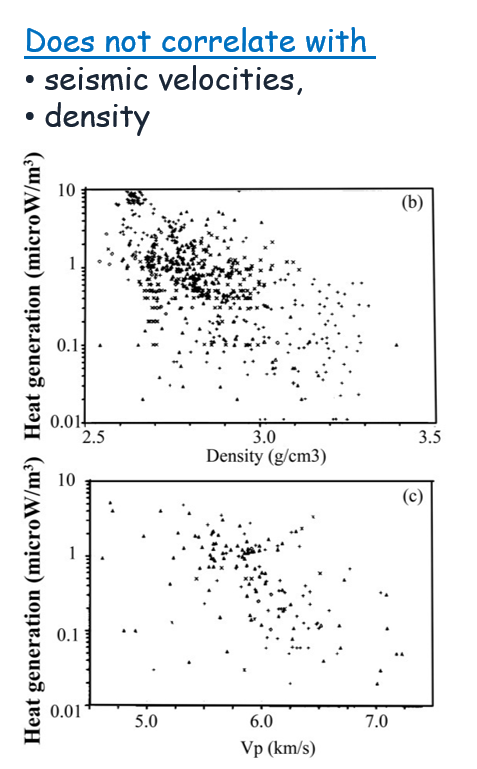 Does not correlate with
• seismic velocities,
• density
Heat generation (microW/m³)
10
1
0.1
0.01
(b)
2.5 3.0 3.5
Density (g/cm3)
Heat generation (microW/m³)
10
1
0.1
0.01
(c)
5.0 6.0 7.0
Vp (km/s)